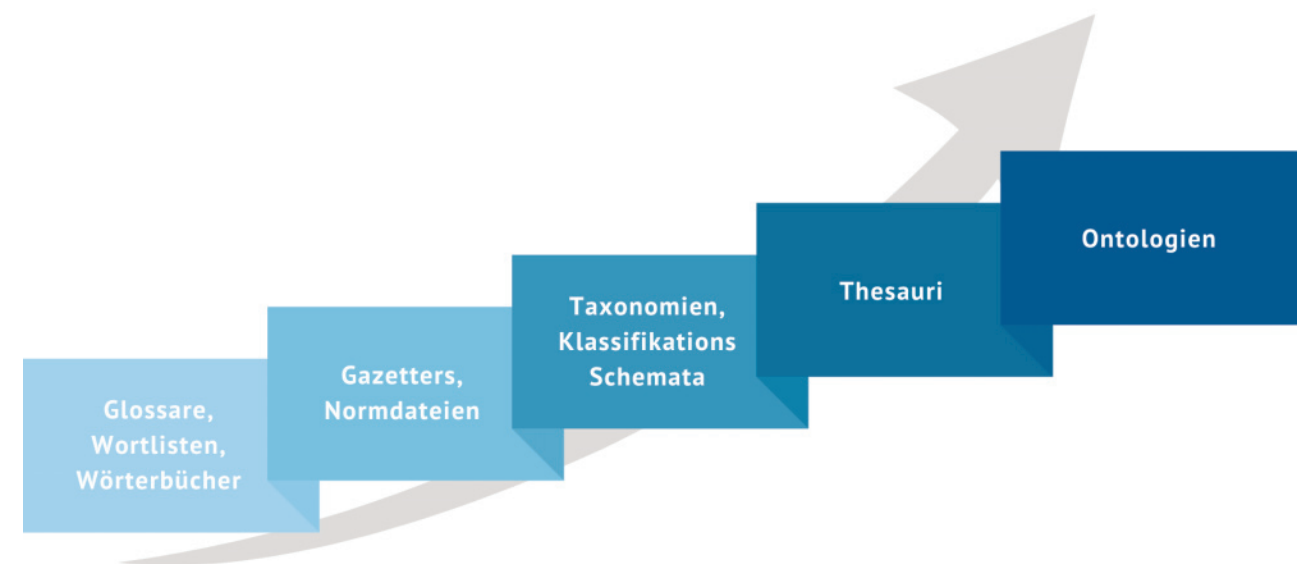 Glossare,
Wortlisten,
Wörterbücher
Gazetters,
Normdateien
Taxonomien,
Klassifikations
Schemata
Thesauri
Ontologien